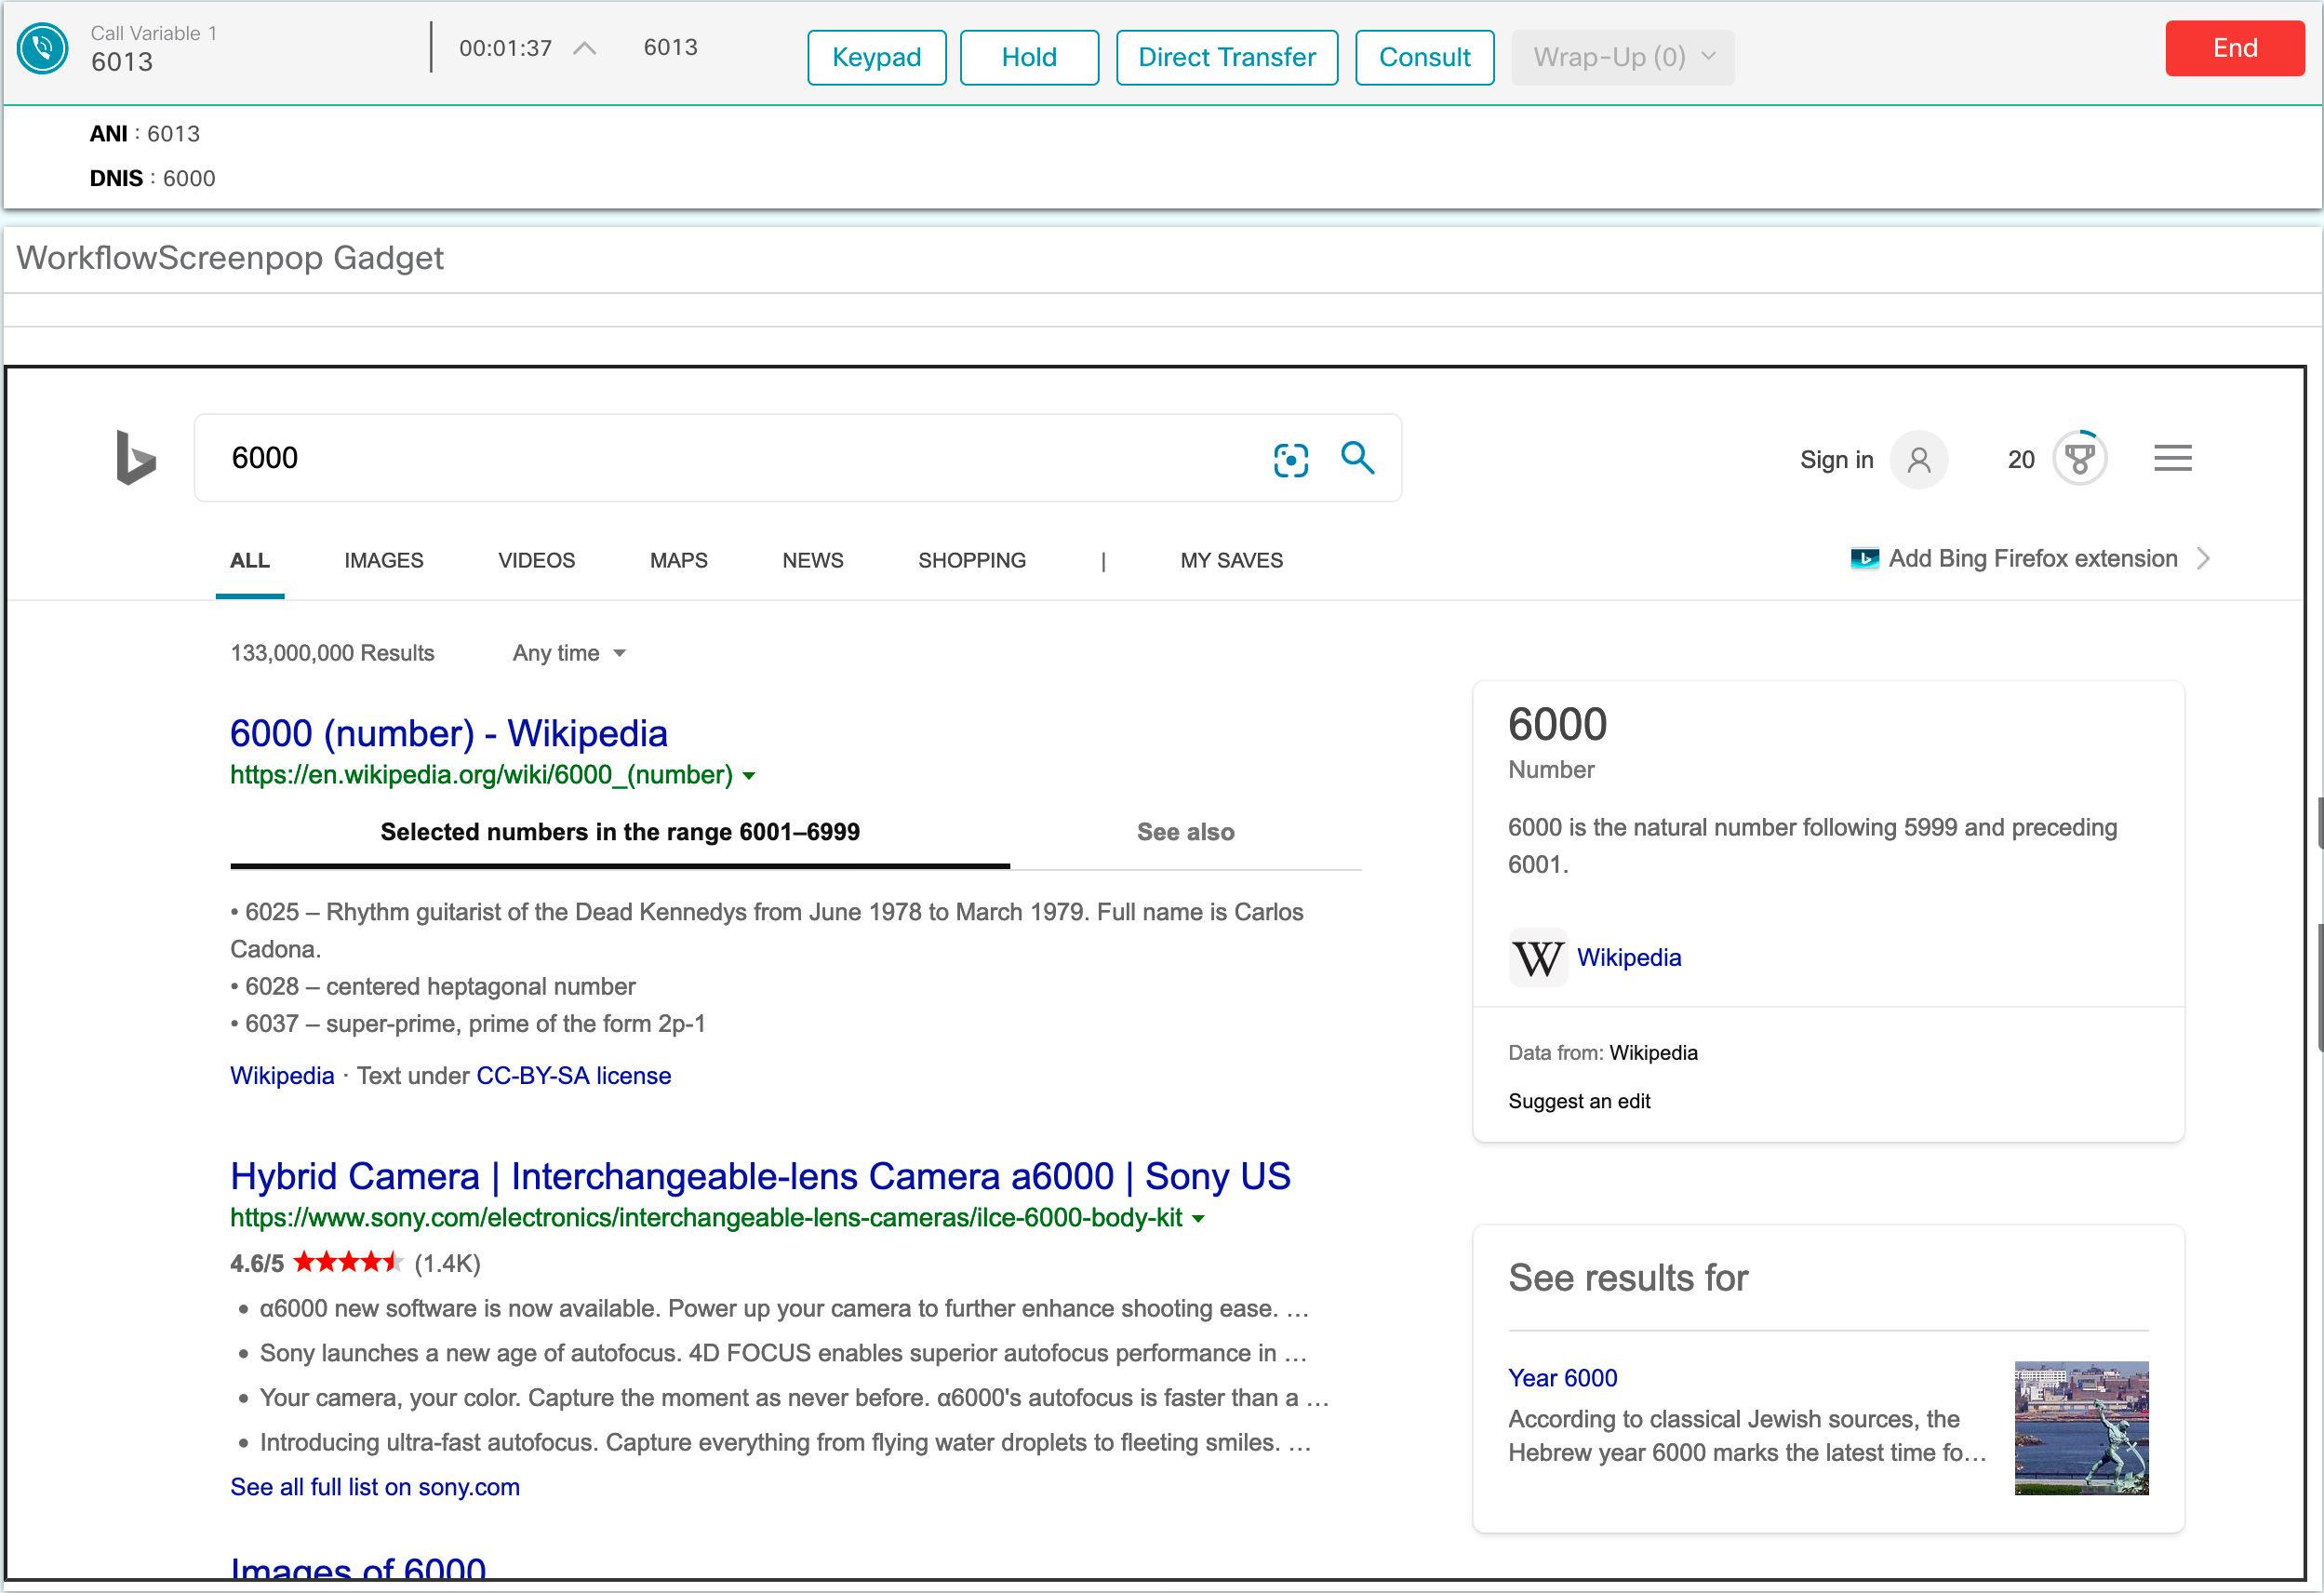 Call Variable 1
6013
00:01:37
6013
Keypad
Hold
Direct Transfer
Consult
Wrap-Up (0)
End
ANI : 6013
DNIS : 6000
WorkflowScreenpop Gadget
6000
Sign in
20
ALL
IMAGES
VIDEOS
MAPS
NEWS
SHOPPING
|
MY SAVES
Add Bing Firefox extension
133,000,000 Results
Any time
6000 (number) - Wikipedia
https://en.wikipedia.org/wiki/6000_(number)
Selected numbers in the range 6001–6999
See also
• 6025 – Rhythm guitarist of the Dead Kennedys from June 1978 to March 1979. Full name is Carlos
Cadona.
• 6028 – centered heptagonal number
• 6037 – super-prime, prime of the form 2p-1
Wikipedia · Text under CC-BY-SA license
Hybrid Camera | Interchangeable-lens Camera a6000 | Sony US
https://www.sony.com/electronics/interchangeable-lens-cameras/ilce-6000-body-kit
4.6/5 (1.4K)
• α6000 new software is now available. Power up your camera to further enhance shooting ease. …
• Sony launches a new age of autofocus. 4D FOCUS enables superior autofocus performance in …
• Your camera, your color. Capture the moment as never before. α6000's autofocus is faster than a …
• Introducing ultra-fast autofocus. Capture everything from flying water droplets to fleeting smiles. …
See all full list on sony.com
Images of 6000
6000
Number
6000 is the natural number following 5999 and preceding
6001.
W Wikipedia
Data from: Wikipedia
Suggest an edit
See results for
Year 6000
According to classical Jewish sources, the
Hebrew year 6000 marks the latest time fo…